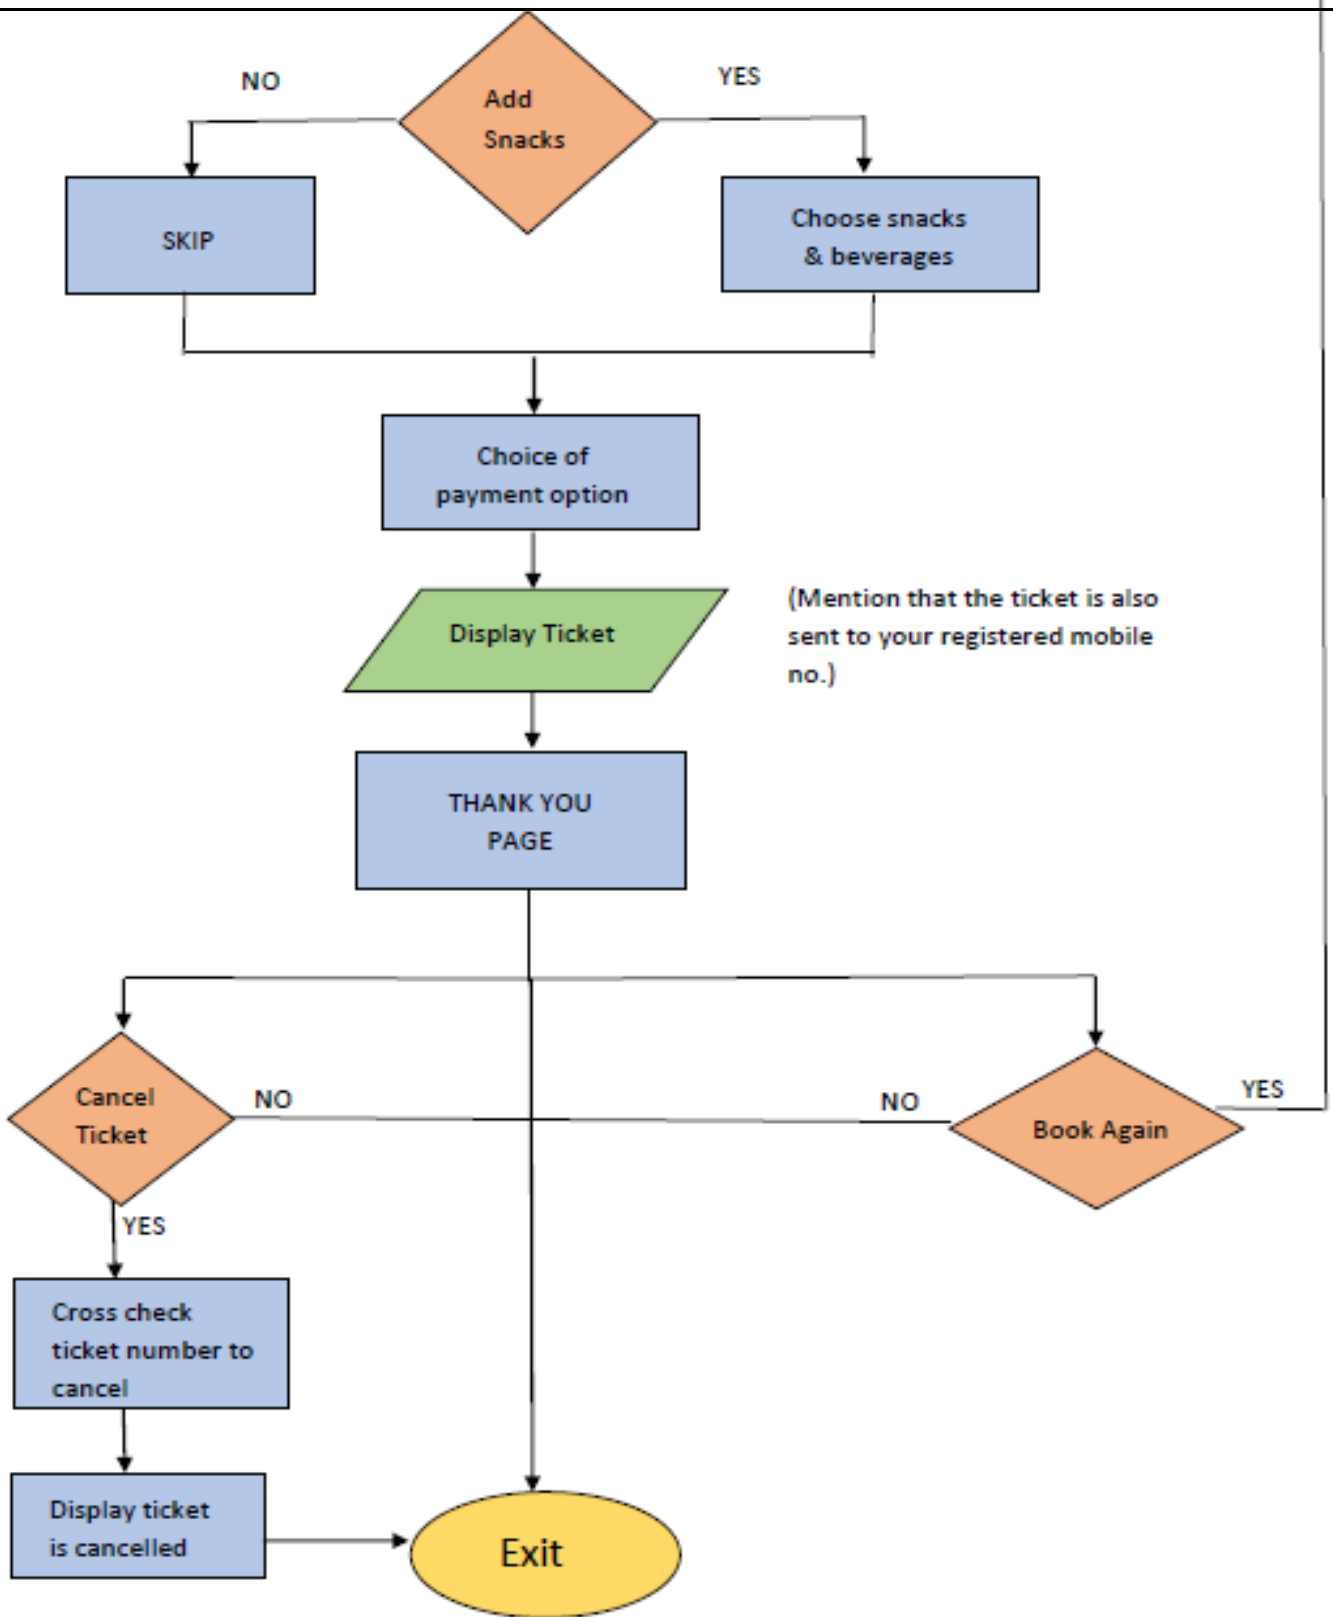 NO
YES
Add
Snacks
SKIP
Choose snacks
& beverages
Choice of
payment option
Display Ticket
(Mention that the ticket is also
sent to your registered mobile
no.)
THANK YOU
PAGE
Cancel
Ticket
NO
NO
Book Again
YES
YES
Cross check
ticket number to
cancel
Display ticket
is cancelled
Exit